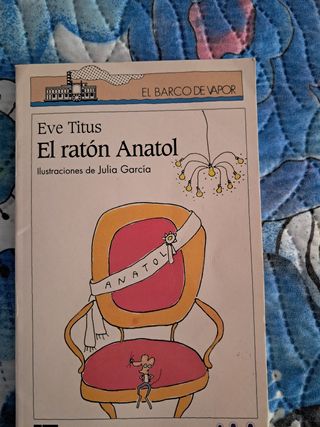 EL BARCO DE VAPOR
Eve Titus
El ratón Anatol
Ilustraciones de Julia García
ANATOL